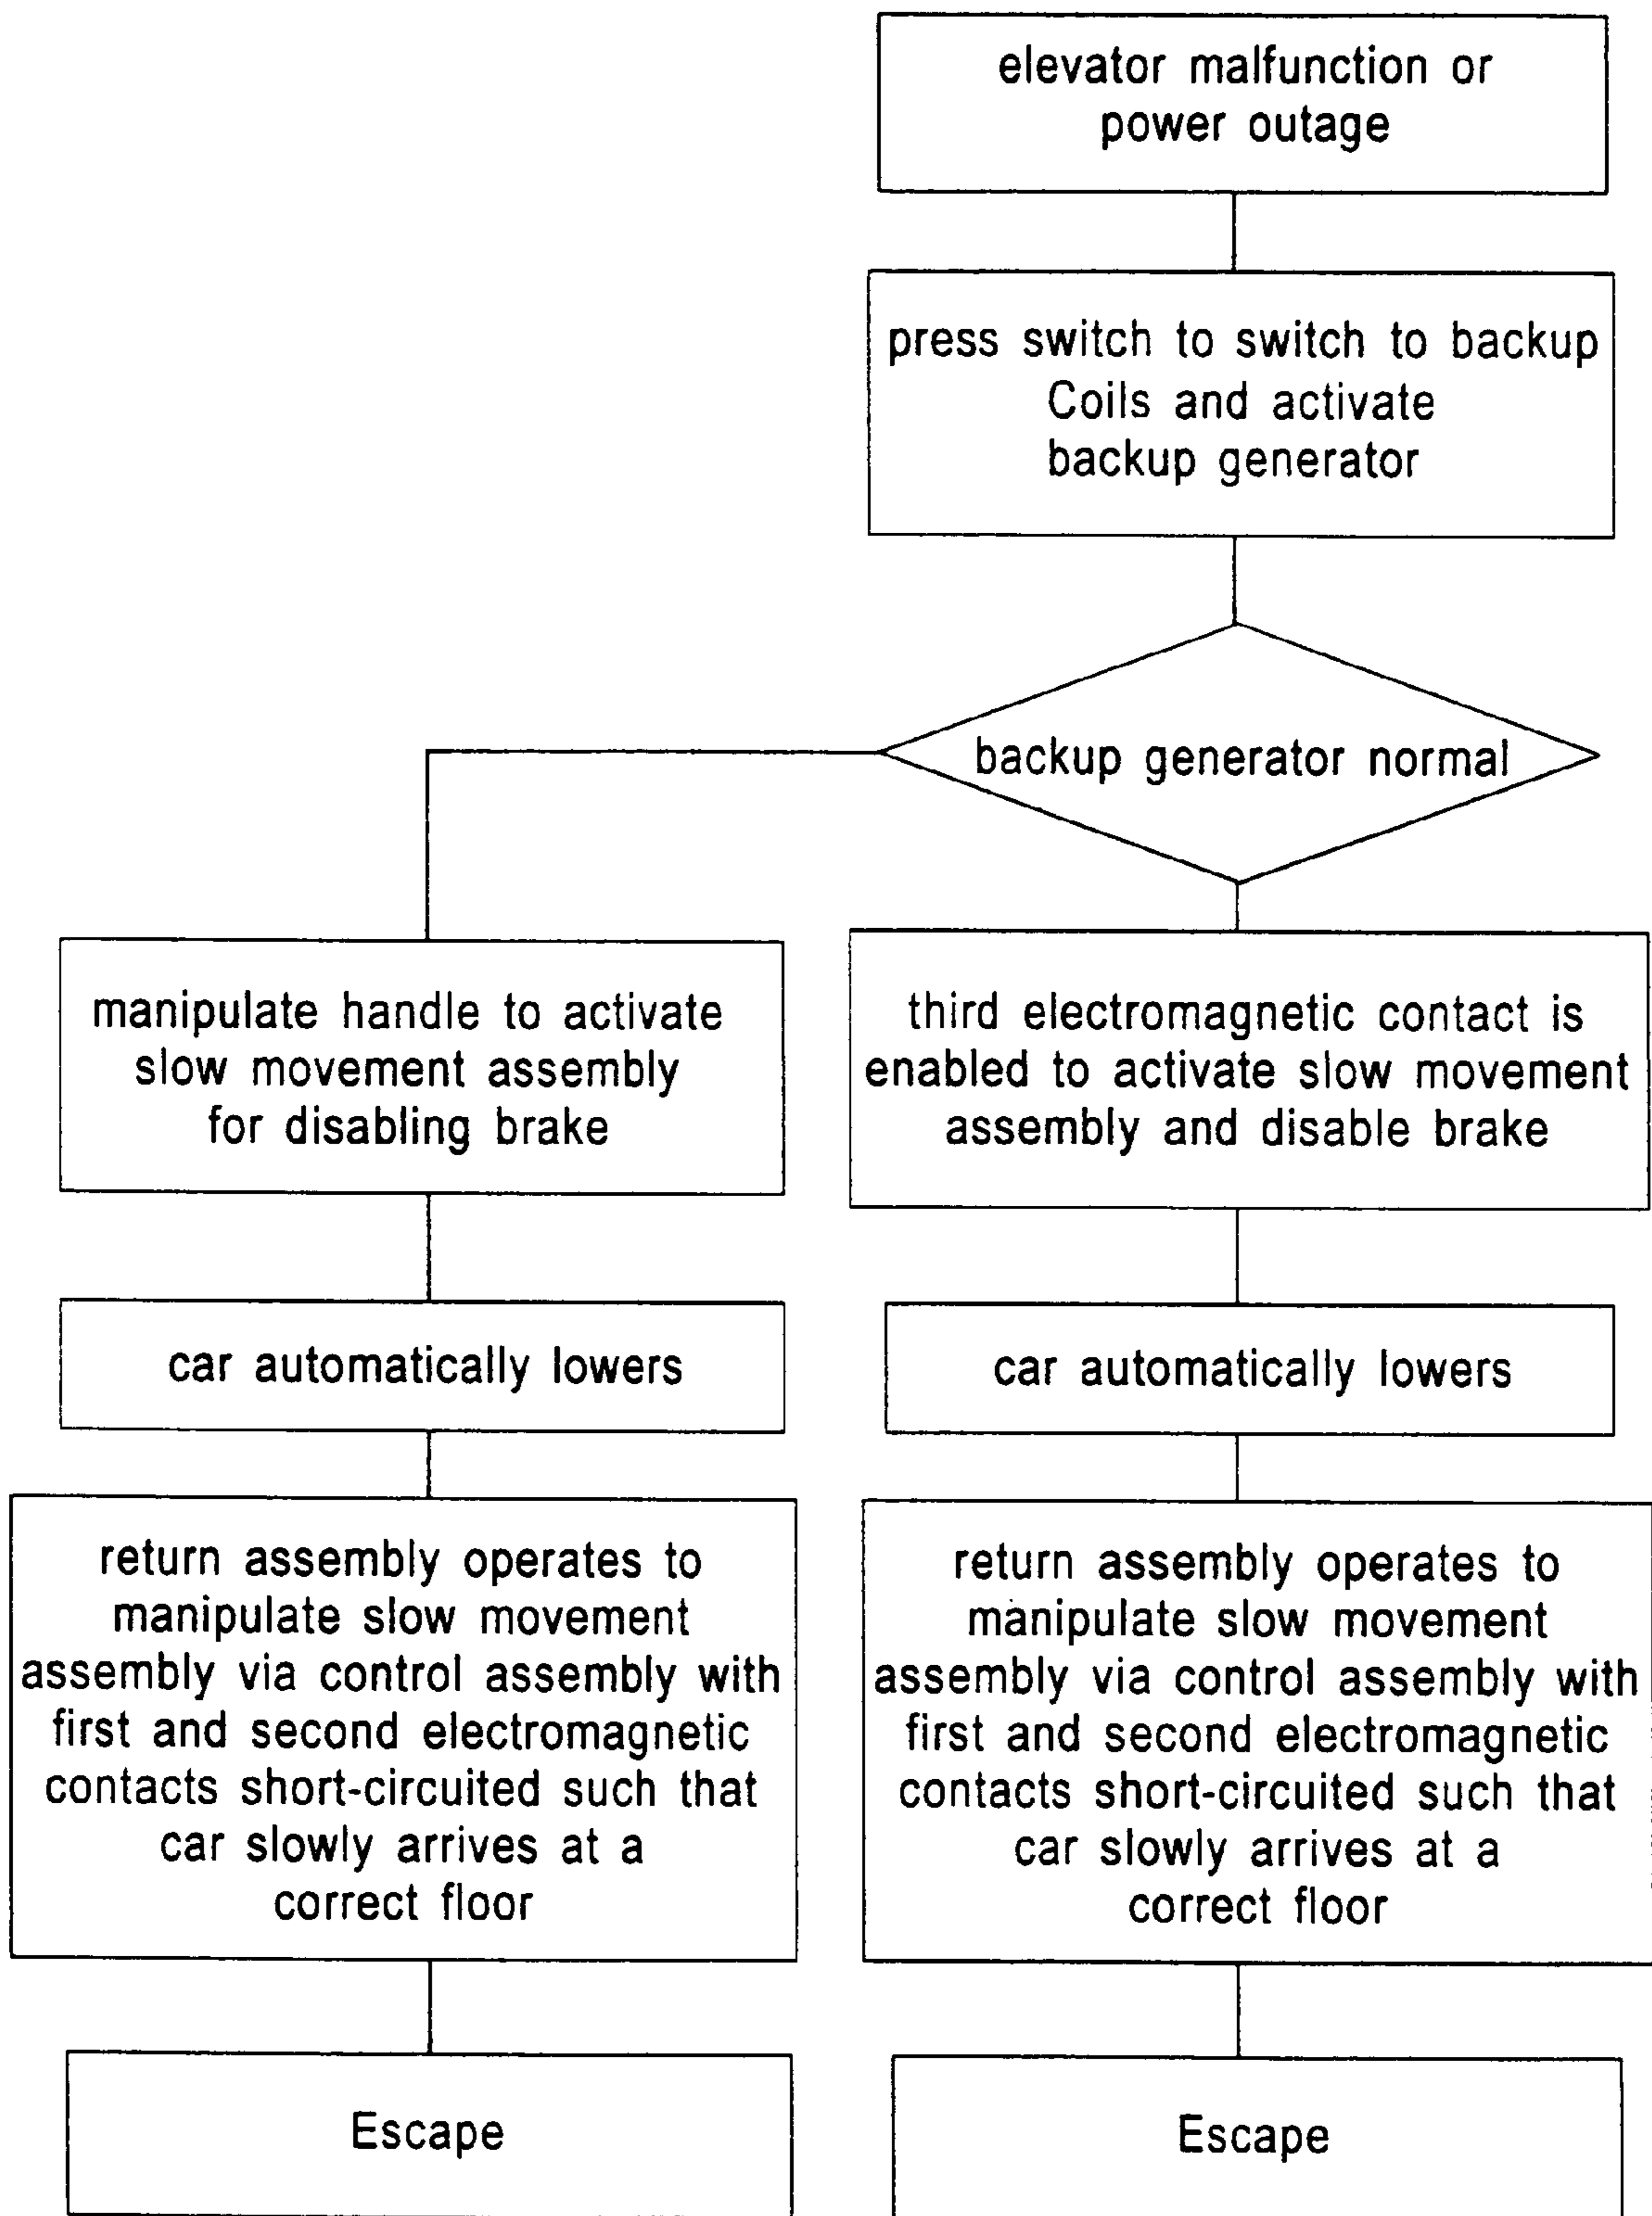 elevator malfunction or
power outage
press switch to switch to backup
Coils and activate
backup generator
backup generator normal
manipulate handle to activate
slow movement assembly
for disabling brake
third electromagnetic contact is
enabled to activate slow movement
assembly and disable brake
car automatically lowers
car automatically lowers
return assembly operates to
manipulate slow movement
assembly via control assembly with
first and second electromagnetic
contacts short-circuited such that
car slowly arrives at a
correct floor
return assembly operates to
manipulate slow movement
assembly via control assembly with
first and second electromagnetic
contacts short-circuited such that
car slowly arrives at a
correct floor
Escape
Escape